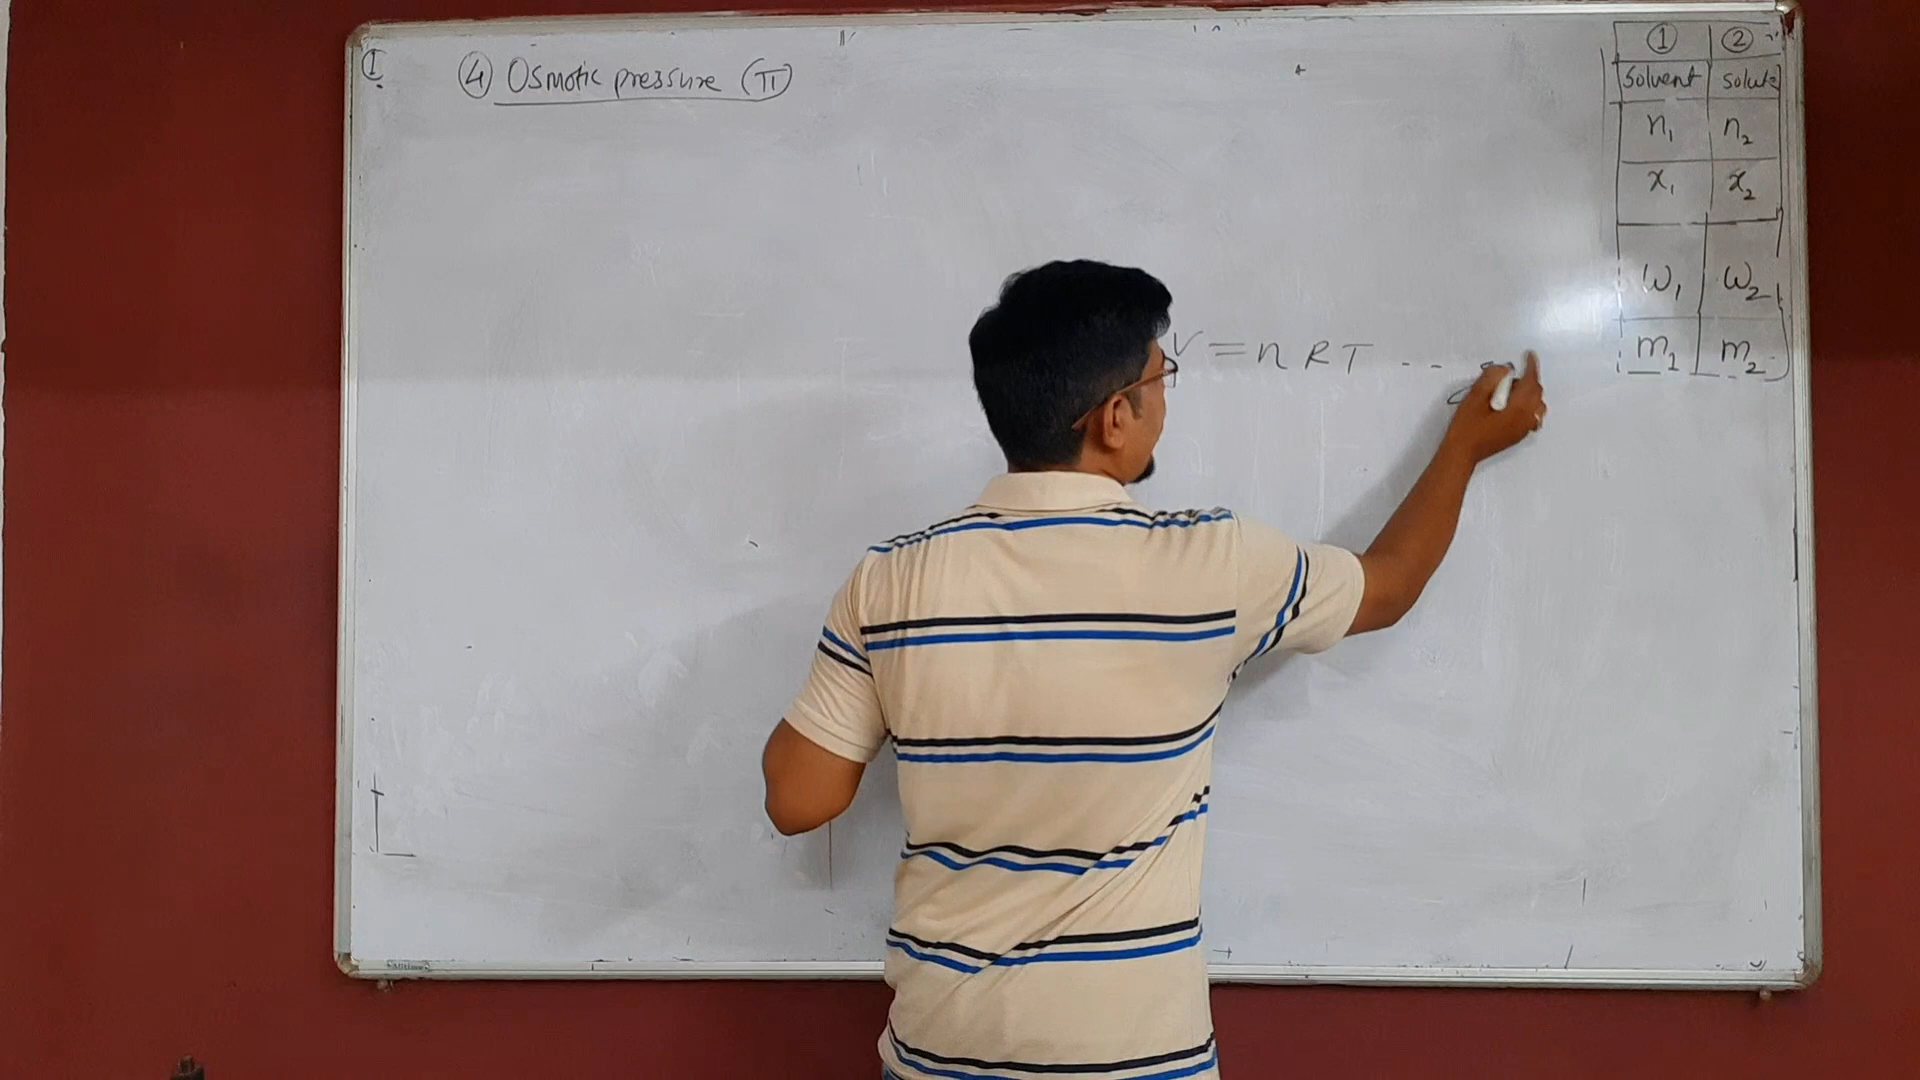 I.
④ Osmotic pressure (π)
① ②
Solvent solute
n₁ n₂
x₁ x₂
W₁ W₂
m₁ m₂
V = n R T ...